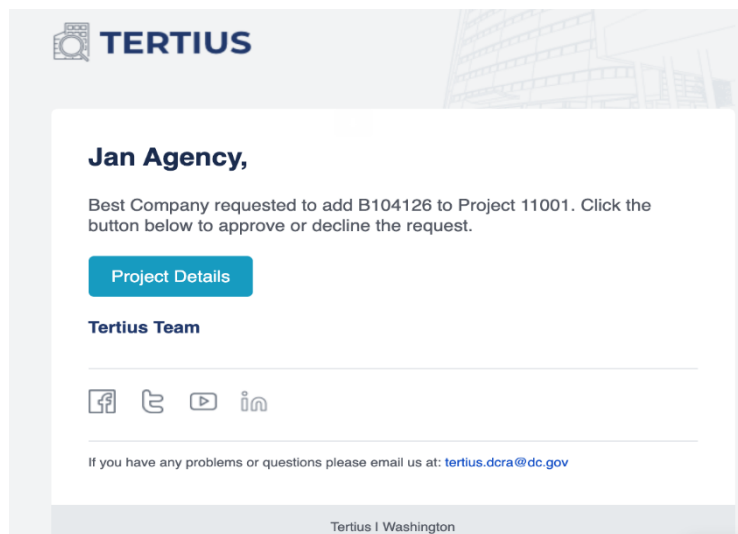 TERTIUS
Jan Agency,
Best Company requested to add B104126 to Project 11001. Click the
button below to approve or decline the request.
Project Details
Tertius Team
If you have any problems or questions please email us at: tertius.dcra@dc.gov
Tertius I Washington